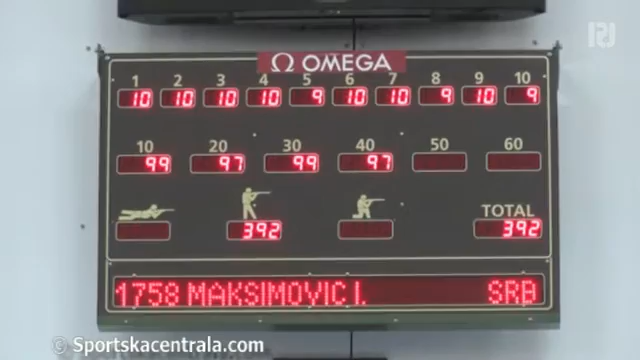 Ω OMEGA
1 2 3 4 5 6 7 8 9 10
10 10 10 10 9 10 10 9 10 9
10 20 30 40 50 60
99 97 99 97
TOTAL
392 392
1758 MAKSIMOVIC I. SRB
© Sportskacentrala.com